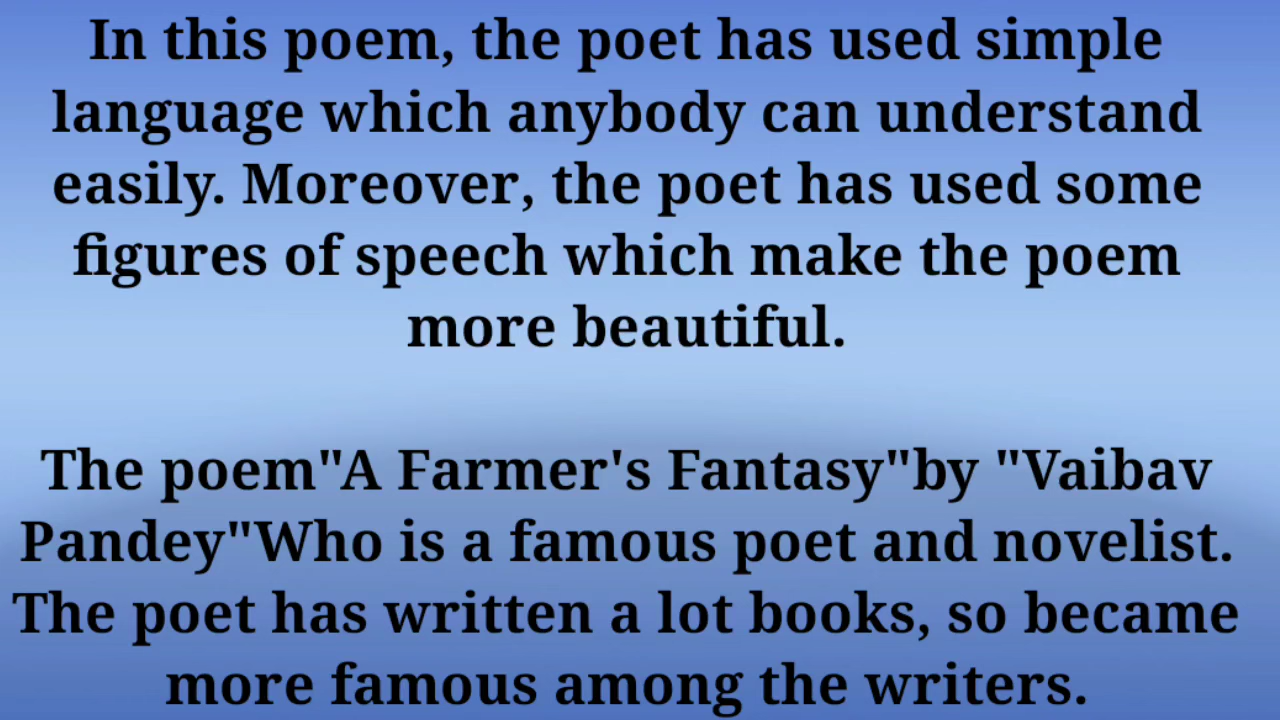 In this poem, the poet has used simple
language which anybody can understand
easily. Moreover, the poet has used some
figures of speech which make the poem
more beautiful.
The poem"A Farmer's Fantasy"by "Vaibav
Pandey"Who is a famous poet and novelist.
The poet has written a lot books, so became
more famous among the writers.